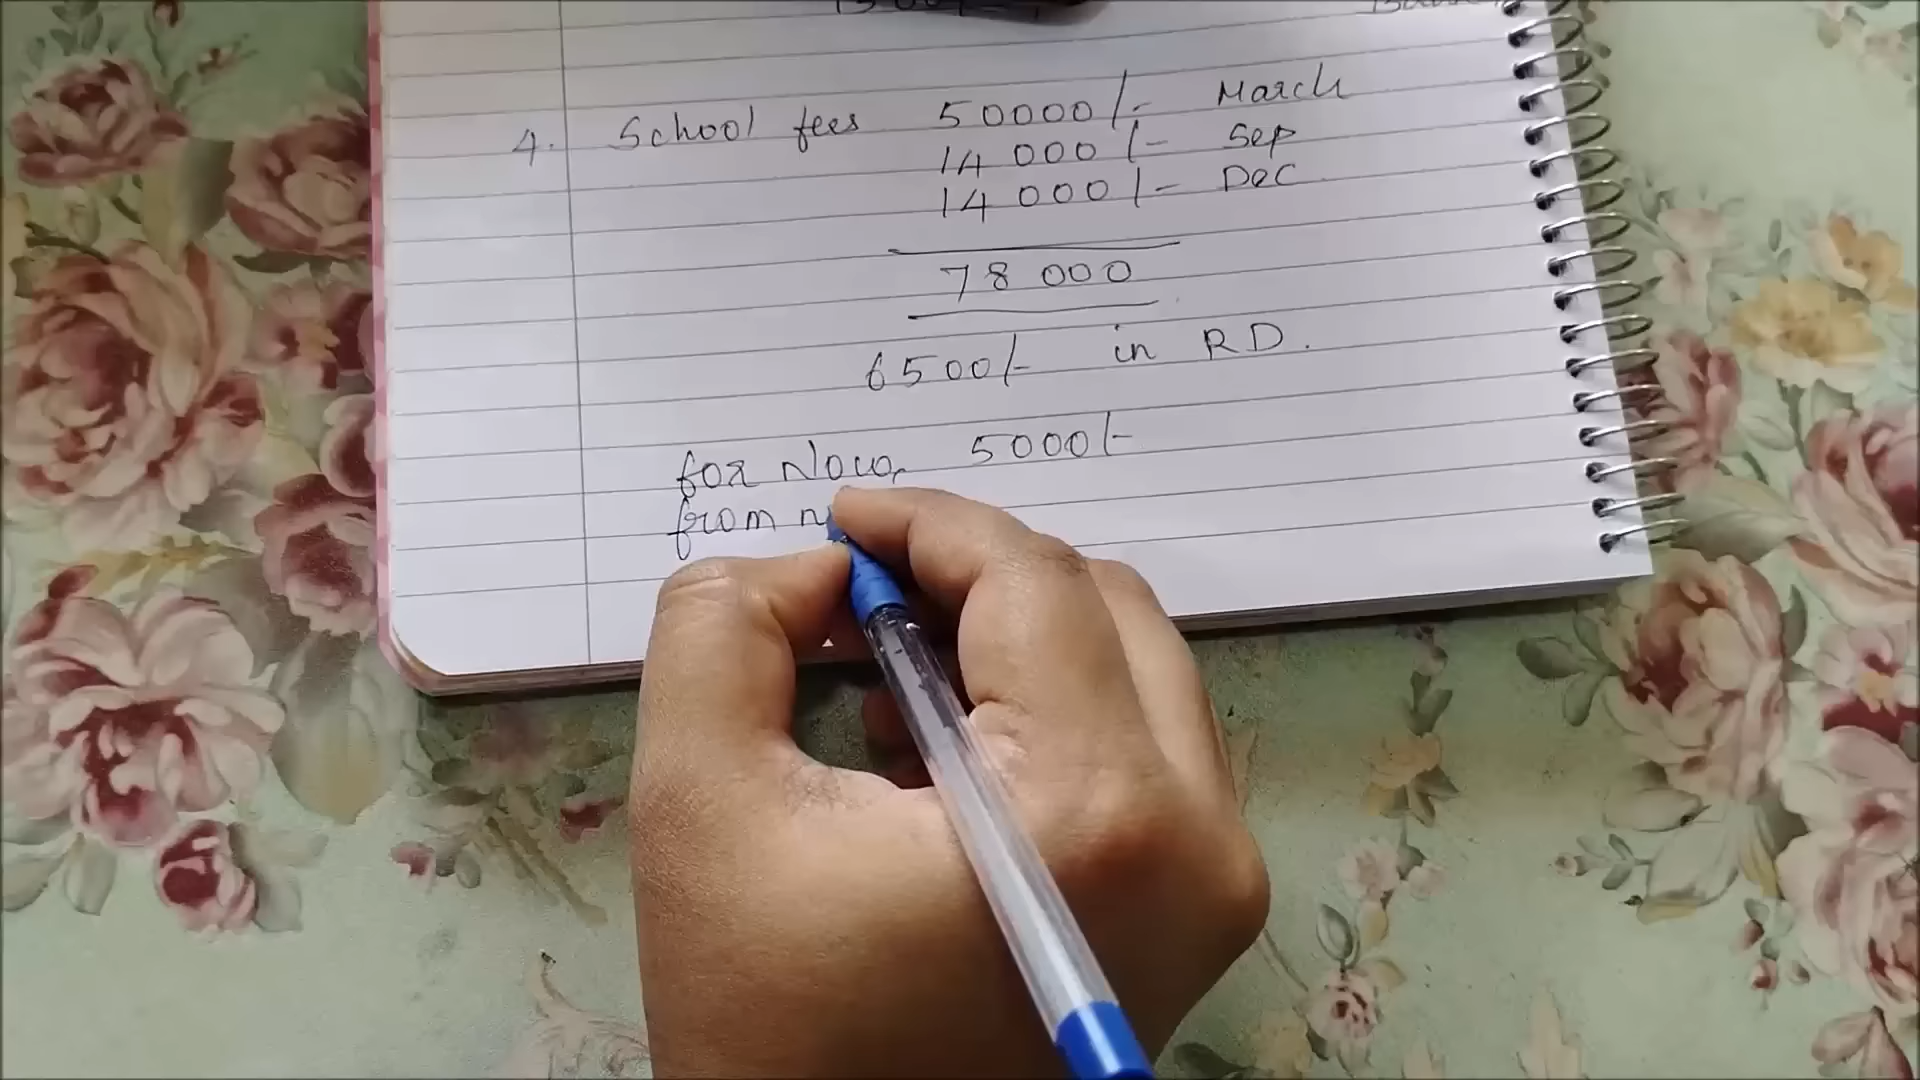 4. School fees 50000/- March
14000/- Sep
14000/- Dec
78000
6500/- in RD.
for Now, 5000/-
from